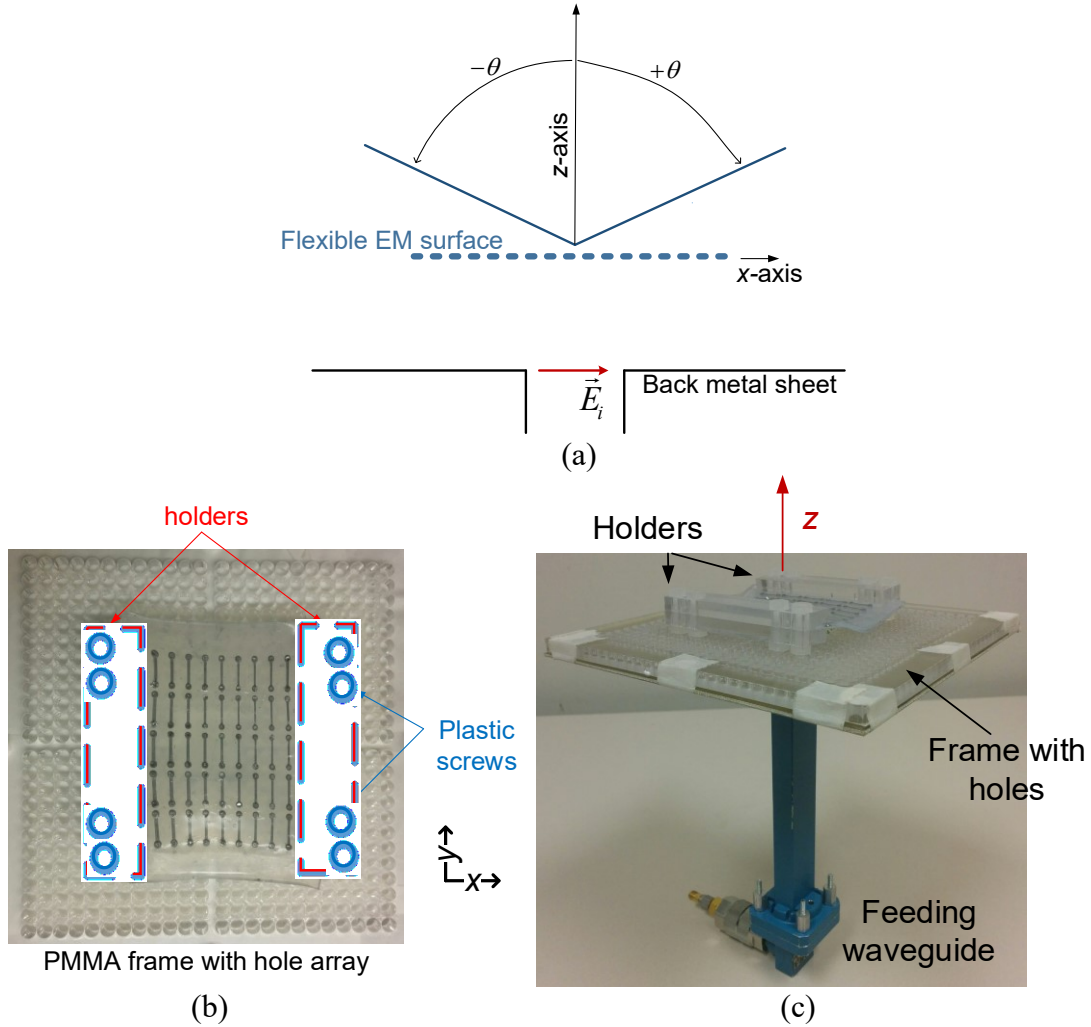 −θ
+θ
z-axis
Flexible EM surface
x-axis
E⃗i
Back metal sheet
(a)
holders
Plastic
screws
y
x
PMMA frame with hole array
(b)
z
Holders
Frame with
holes
Feeding
waveguide
(c)